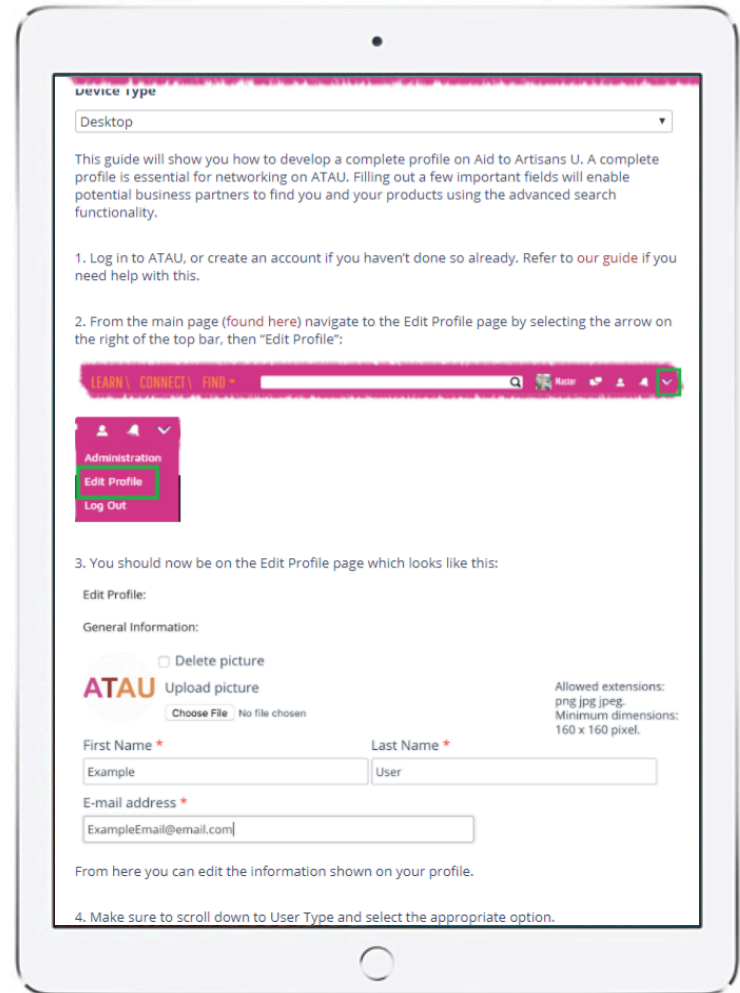 Device Type
Desktop
This guide will show you how to develop a complete profile on Aid to Artisans U. A complete
profile is essential for networking on ATAU. Filling out a few important fields will enable
potential business partners to find you and your products using the advanced search
functionality.
1. Log in to ATAU, or create an account if you haven’t done so already. Refer to our guide if you
need help with this.
2. From the main page (found here) navigate to the Edit Profile page by selecting the arrow on
the right of the top bar, then “Edit Profile”:
LEARN \ CONNECT \ FIND
Master
Administration
Edit Profile
Log Out
3. You should now be on the Edit Profile page which looks like this:
Edit Profile:
General Information:
Delete picture
ATAU
Upload picture
Choose File No file chosen
Allowed extensions:
png jpg jpeg.
Minimum dimensions:
160 x 160 pixel.
First Name * Last Name *
Example User
E-mail address *
ExampleEmail@email.com
From here you can edit the information shown on your profile.
4. Make sure to scroll down to User Type and select the appropriate option.